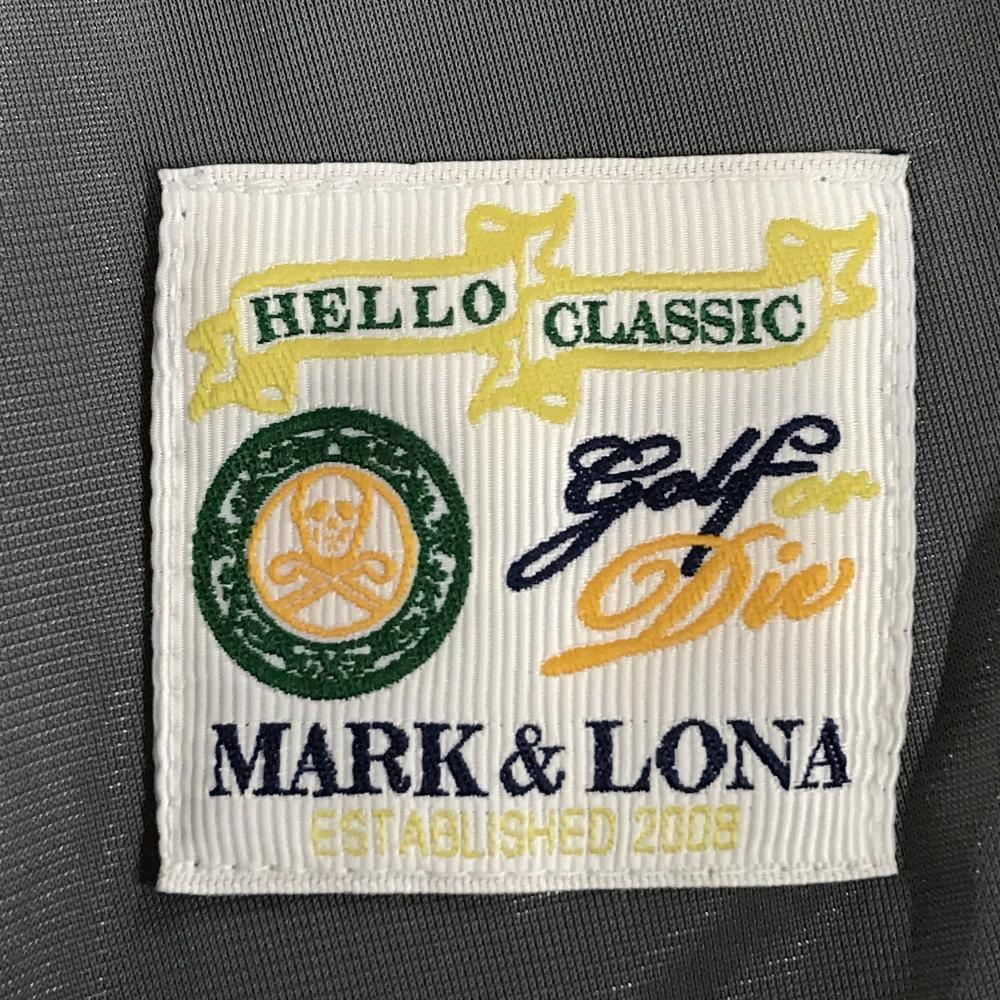 HELLO CLASSIC
Golf or
Die
MARK & LONA
ESTABLISHED 2008